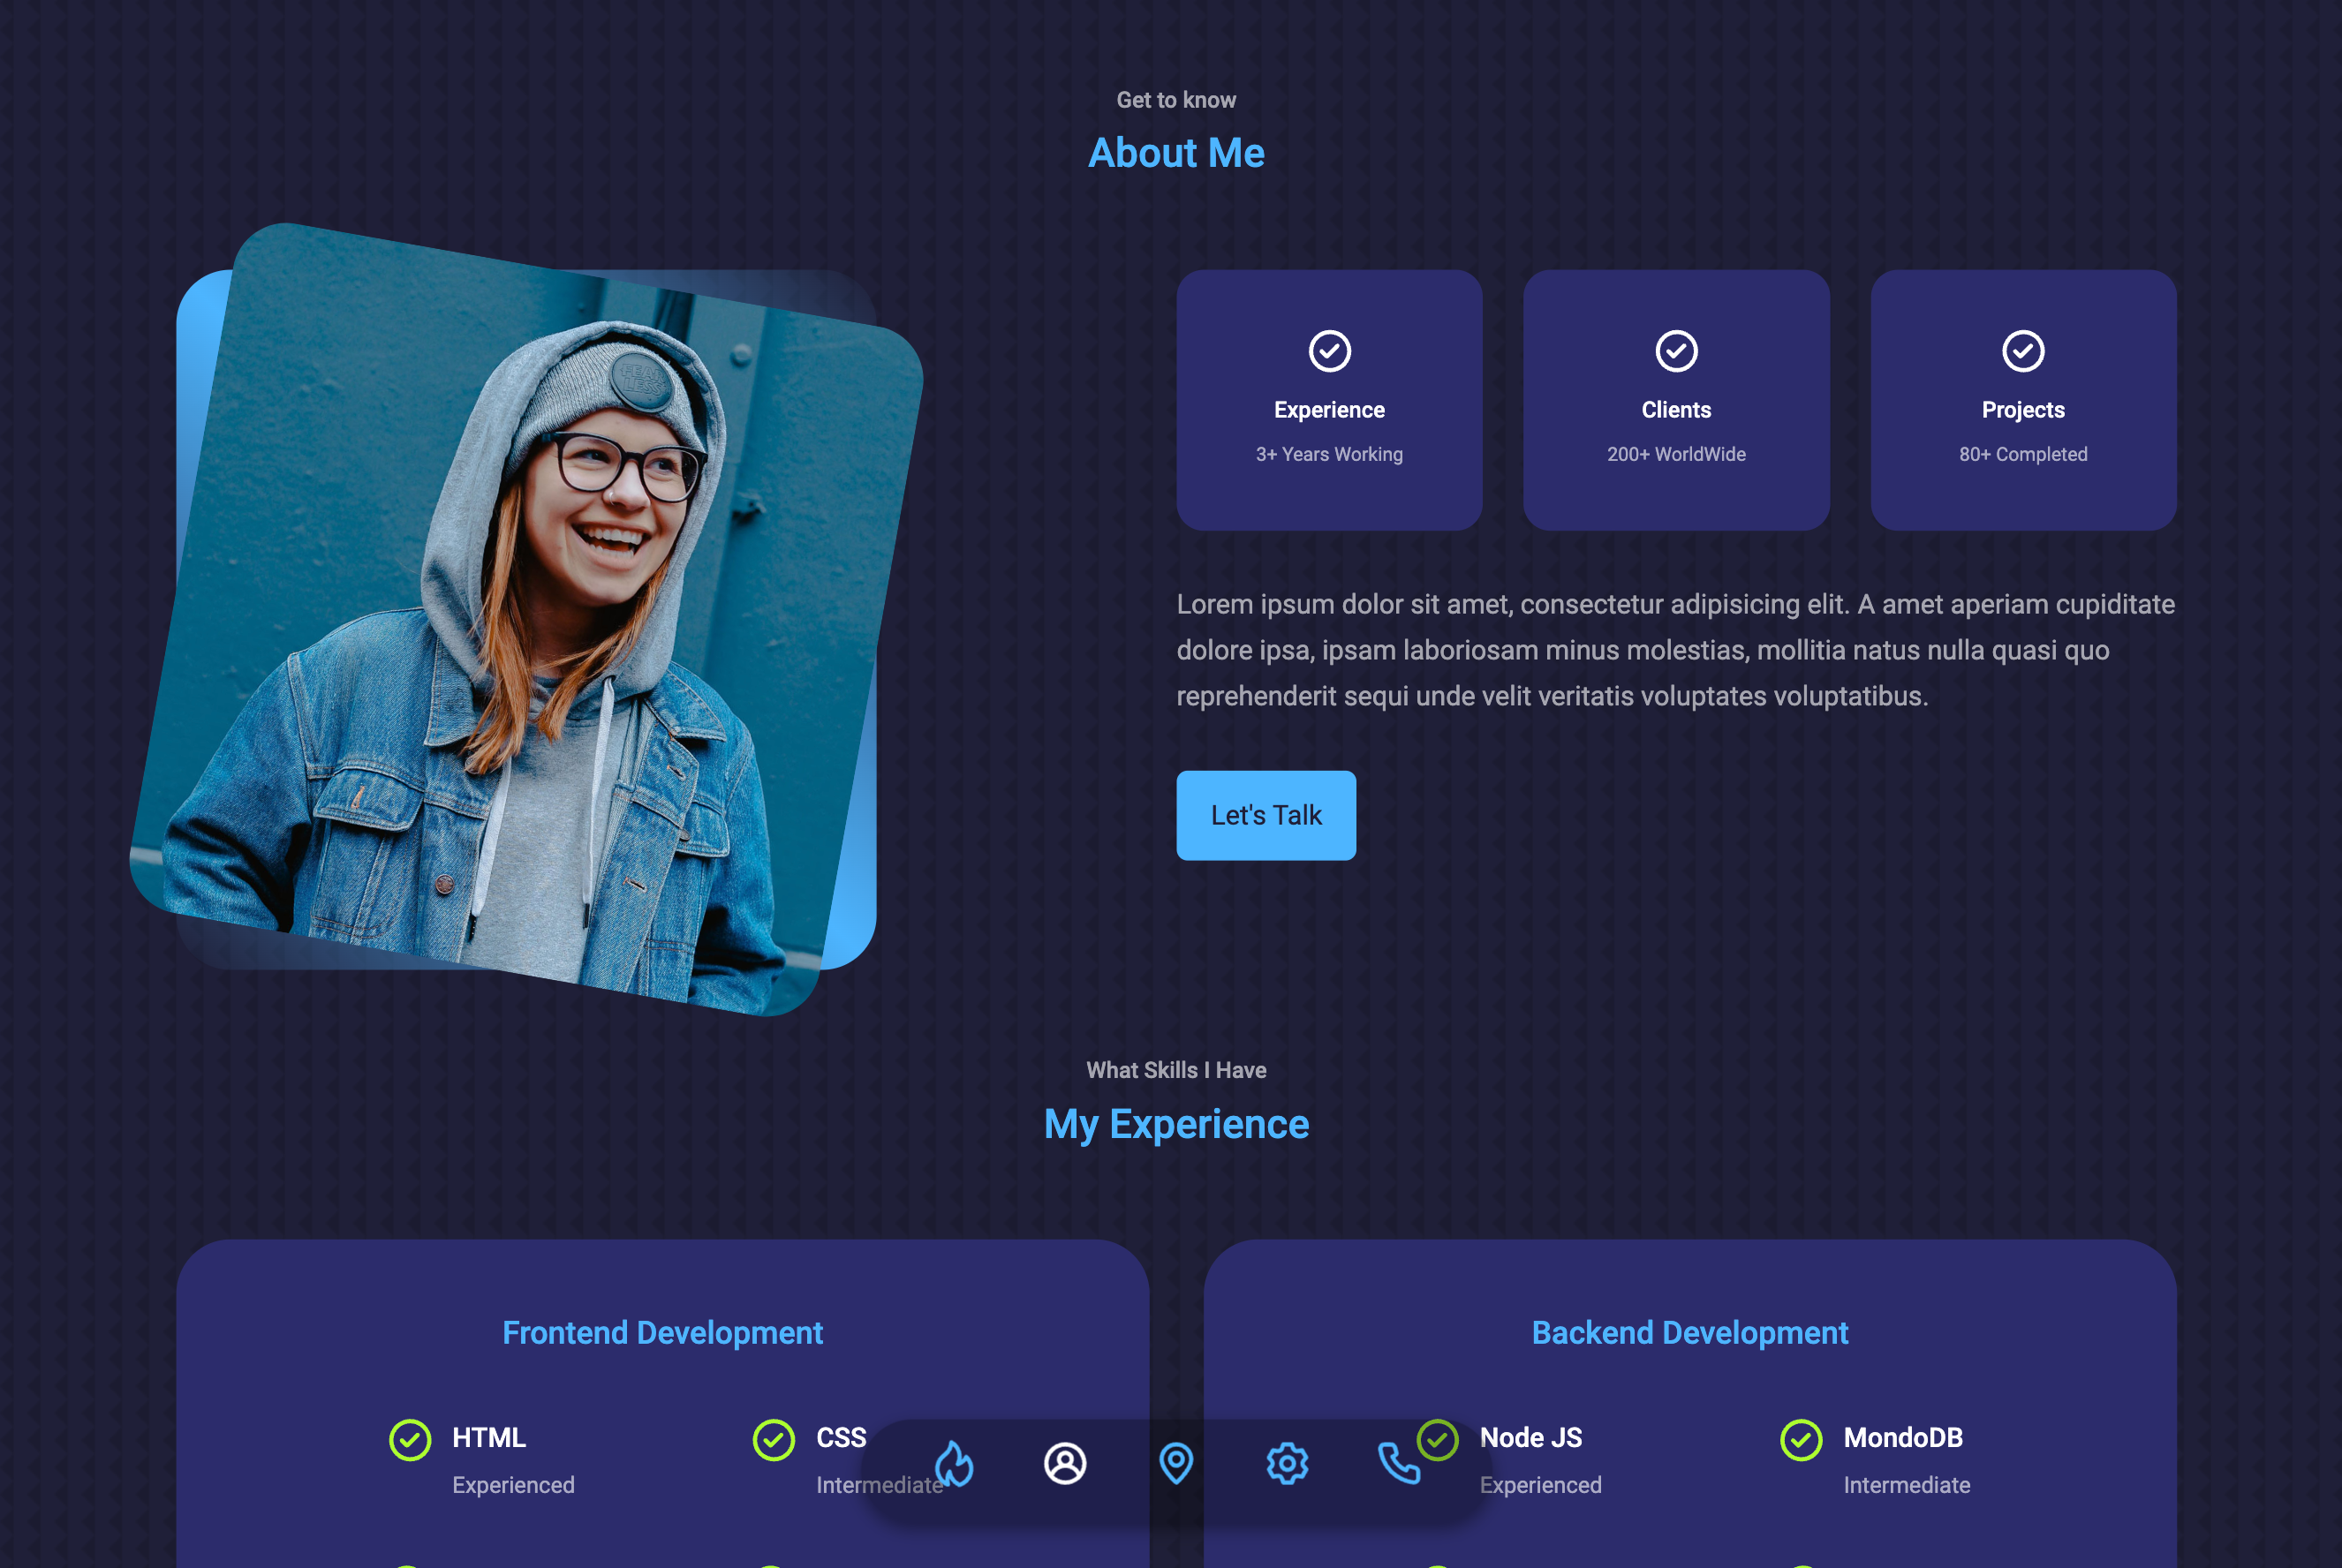 Get to know
About Me
Experience
3+ Years Working
Clients
200+ WorldWide
Projects
80+ Completed
Lorem ipsum dolor sit amet, consectetur adipisicing elit. A amet aperiam cupiditate
dolore ipsa, ipsam laboriosam minus molestias, mollitia natus nulla quasi quo
reprehenderit sequi unde velit veritatis voluptates voluptatibus.
Let's Talk
What Skills I Have
My Experience
Frontend Development
HTML
Experienced
CSS
Intermediate
Backend Development
Node JS
Experienced
MondoDB
Intermediate